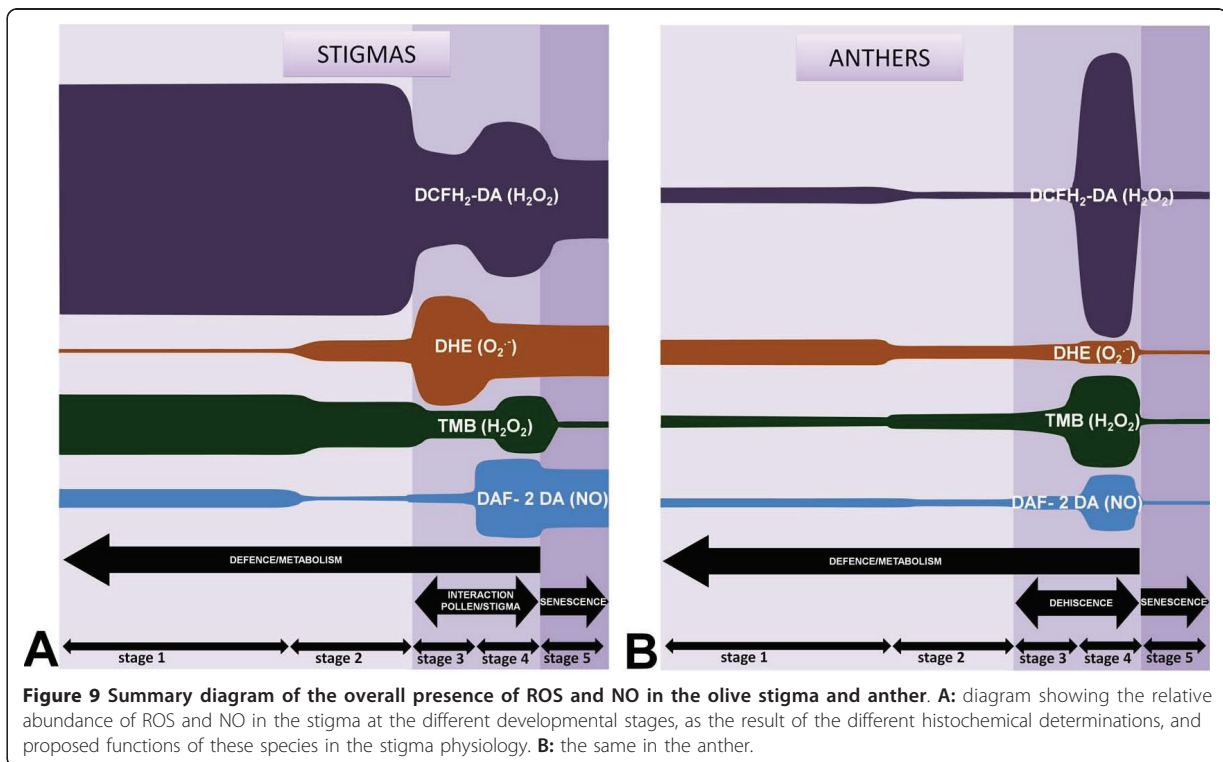 STIGMAS
DCFH₂-DA (H₂O₂)
DHE (O₂·⁻)
TMB (H₂O₂)
DAF- 2 DA (NO)
DEFENCE/METABOLISM
INTERACTION
POLLEN/STIGMA
SENESCENCE
A
stage 1
stage 2
stage 3
stage 4
stage 5
ANTHERS
DCFH₂-DA (H₂O₂)
DHE (O₂·⁻)
TMB (H₂O₂)
DAF- 2 DA (NO)
DEFENCE/METABOLISM
DEHISCENCE
SENESCENCE
B
stage 1
stage 2
stage 3
stage 4
stage 5
Figure 9 Summary diagram of the overall presence of ROS and NO in the olive stigma and anther. A: diagram showing the relative
abundance of ROS and NO in the stigma at the different developmental stages, as the result of the different histochemical determinations, and
proposed functions of these species in the stigma physiology. B: the same in the anther.